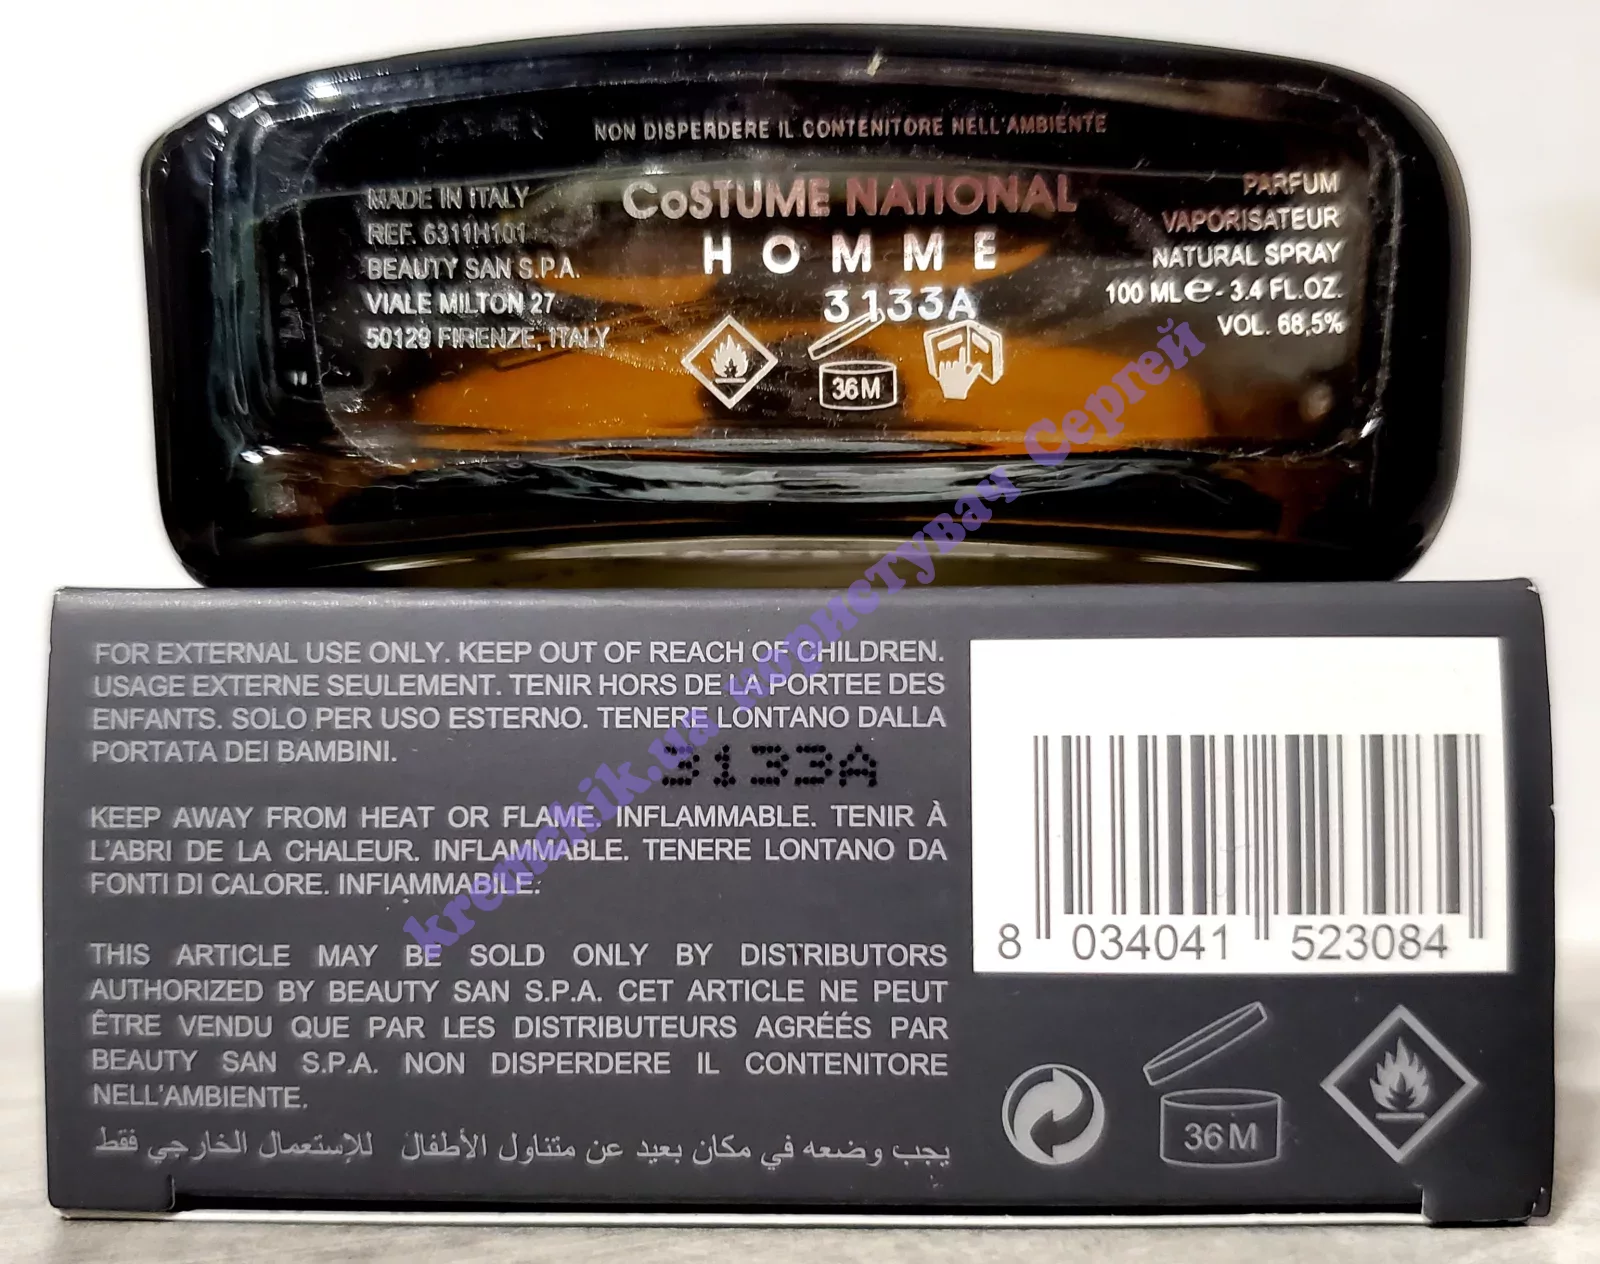 NON DISPERDERE IL CONTENITORE NELL'AMBIENTE
MADE IN ITALY
REF. 6311H101
BEAUTY SAN S.P.A.
VIALE MILTON 27
50129 FIRENZE, ITALY
CoSTUME NATIONAL
HOMME
3133A
36M
PARFUM
VAPORISATEUR
NATURAL SPRAY
100 ML e - 3.4 FL.OZ.
VOL. 68,5%
FOR EXTERNAL USE ONLY. KEEP OUT OF REACH OF CHILDREN.
USAGE EXTERNE SEULEMENT. TENIR HORS DE LA PORTEE DES
ENFANTS. SOLO PER USO ESTERNO. TENERE LONTANO DALLA
PORTATA DEI BAMBINI.
3133A
KEEP AWAY FROM HEAT OR FLAME. INFLAMMABLE. TENIR À
L'ABRI DE LA CHALEUR. INFLAMMABLE. TENERE LONTANO DA
FONTI DI CALORE. INFIAMMABILE.
THIS ARTICLE MAY BE SOLD ONLY BY DISTRIBUTORS
AUTHORIZED BY BEAUTY SAN S.P.A. CET ARTICLE NE PEUT
ÊTRE VENDU QUE PAR LES DISTRIBUTEURS AGRÉÉS PAR
BEAUTY SAN S.P.A. NON DISPERDERE IL CONTENITORE
NELL'AMBIENTE.
يجب وضعه في مكان بعيد عن متناول الأطفال للإستعمال الخارجي فقط
8 034041 523084
36M
kremchik.ua користувач Сергей